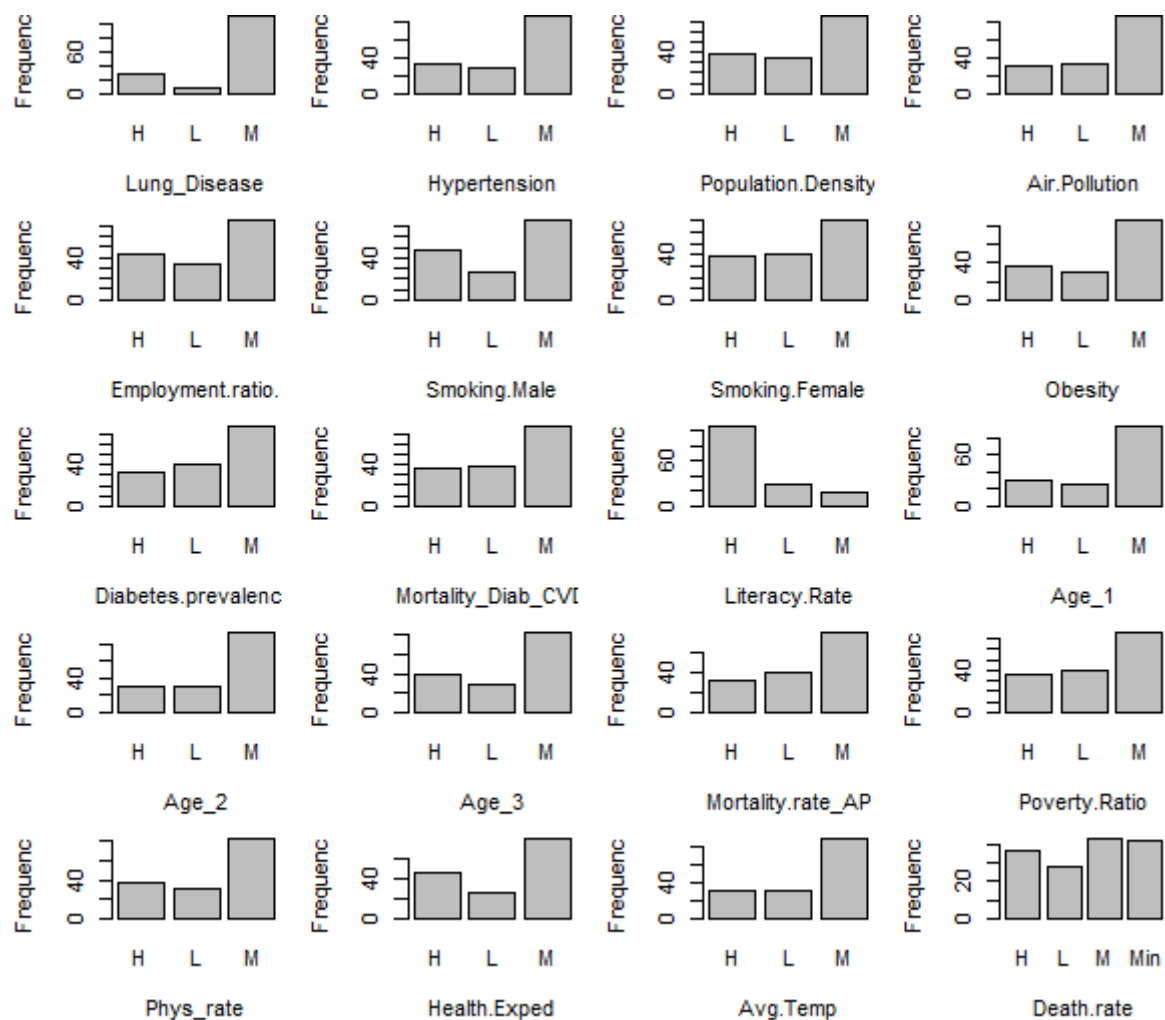 Frequenc 0 60 H L M Lung_Disease
Frequenc 0 40 H L M Hypertension
Frequenc 0 40 H L M Population.Density
Frequenc 0 40 H L M Air.Pollution
Frequenc 0 40 H L M Employment.ratio.
Frequenc 0 40 H L M Smoking.Male
Frequenc 0 40 H L M Smoking.Female
Frequenc 0 40 H L M Obesity
Frequenc 0 40 H L M Diabetes.prevalenc
Frequenc 0 40 H L M Mortality_Diab_CVD
Frequenc 0 60 H L M Literacy.Rate
Frequenc 0 60 H L M Age_1
Frequenc 0 40 H L M Age_2
Frequenc 0 40 H L M Age_3
Frequenc 0 40 H L M Mortality.rate_AP
Frequenc 0 40 H L M Poverty.Ratio
Frequenc 0 40 H L M Phys_rate
Frequenc 0 40 H L M Health.Exped
Frequenc 0 40 H L M Avg.Temp
Frequenc 0 20 H L M Min Death.rate